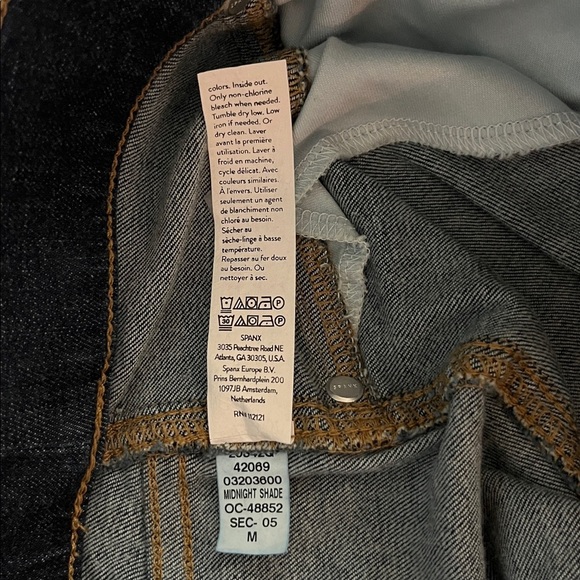 colors. Inside out.
Only non-chlorine
bleach when needed.
Tumble dry low. Low
iron if needed. Or
dry clean. Laver
avant la première
utilisation. Laver à
froid en machine,
cycle délicat. Avec
couleurs similaires.
À l'envers. Utiliser
seulement un agent
de blanchiment non
chloré au besoin.
Sécher au
sèche-linge à basse
température.
Repasser au fer doux
au besoin. Ou
nettoyer à sec.
P
30 P
SPANX
3035 Peachtree Road NE
Atlanta, GA 30305, U.S.A.
Spanx Europe B.V.
Prins Bernhardplein 200
1097JB Amsterdam,
Netherlands
RN# 112121
42069
03203600
MIDNIGHT SHADE
OC-48852
SEC- 05
M